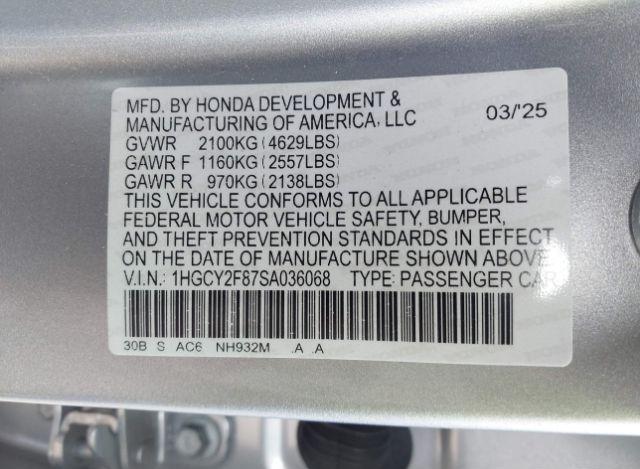 MFD. BY HONDA DEVELOPMENT &
MANUFACTURING OF AMERICA, LLC 03/'25
GVWR 2100KG (4629LBS)
GAWR F 1160KG (2557LBS)
GAWR R 970KG (2138LBS)
THIS VEHICLE CONFORMS TO ALL APPLICABLE
FEDERAL MOTOR VEHICLE SAFETY, BUMPER,
AND THEFT PREVENTION STANDARDS IN EFFECT
ON THE DATE OF MANUFACTURE SHOWN ABOVE
V.I.N.: 1HGCY2F87SA036068 TYPE: PASSENGER CAR
30B S AC6 NH932M .A .A